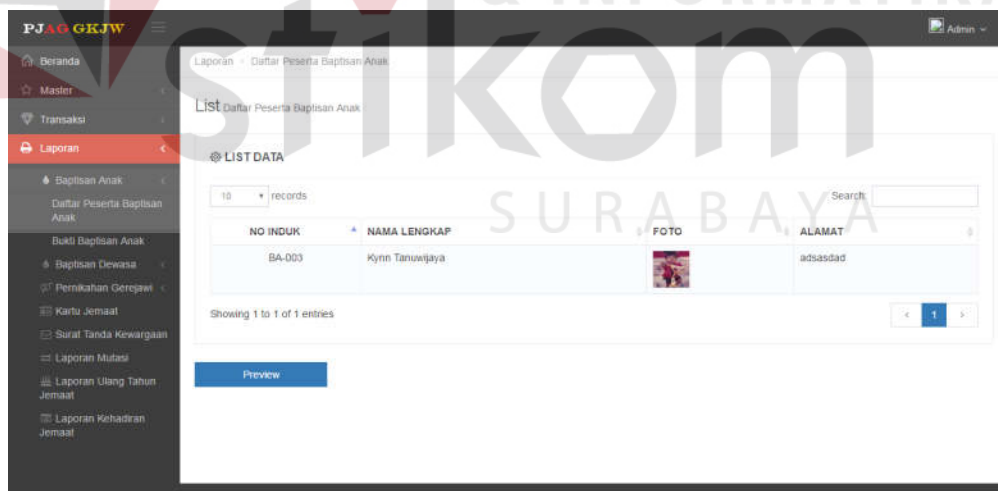 & INFORMATIKA
PJAG GKJW
Admin
Beranda
Master
Transaksi
Laporan
Baptisan Anak
Daftar Peserta Baptisan
Anak
Bukti Baptisan Anak
Baptisan Dewasa
Pernikahan Gerejawi
Kartu Jemaat
Surat Tanda Kewargaan
Laporan Mutasi
Laporan Ulang Tahun
Jemaat
Laporan Kehadiran
Jemaat
Laporan Daftar Peserta Baptisan Anak
List Daftar Peserta Baptisan Anak
LIST DATA
10 records
Search:
NO INDUK NAMA LENGKAP FOTO ALAMAT
BA-003 Kynn Tanuwijaya adsasdad
Showing 1 to 1 of 1 entries
< 1 >
Preview
stikom
SURABAYA